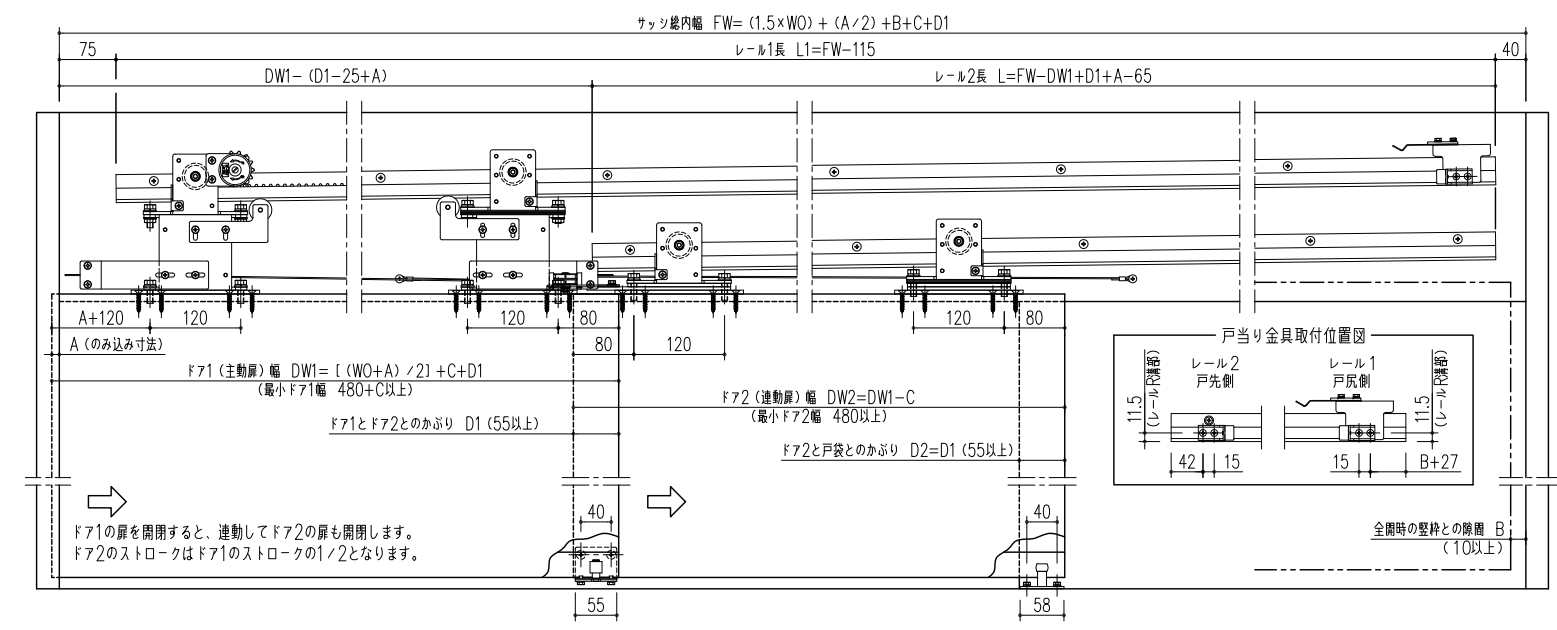 サッシ総内幅 FW= (1.5×WO) + (A/2) +B+C+D1
75
レール1長 L1=FW-115
40
DW1- (D1-25+A)
レール2長 L=FW-DW1+D1+A-65
A+120
120
120
80
80
120
120
80
A (のみ込み寸法)
ドア1 (主動扉) 幅 DW1= [ (WO+A) /2] +C+D1
(最小ドア1幅 480+C以上)
ドア2 (連動扉) 幅 DW2=DW1-C
(最小ドア2幅 480以上)
ドア1とドア2とのかぶり D1 (55以上)
ドア2と戸袋とのかぶり D2=D1 (55以上)
戸当り金具取付位置図
レール2
戸先側
レール1
戸尻側
11.5
(レールR溝部)
11.5
(レールR溝部)
42
15
15
B+27
ドア1の扉を開閉すると、連動してドア2の扉も開閉します。
ドア2のストロークはドア1のストロークの1/2となります。
40
40
全開時の竪枠との隙間 B
(10以上)
55
58